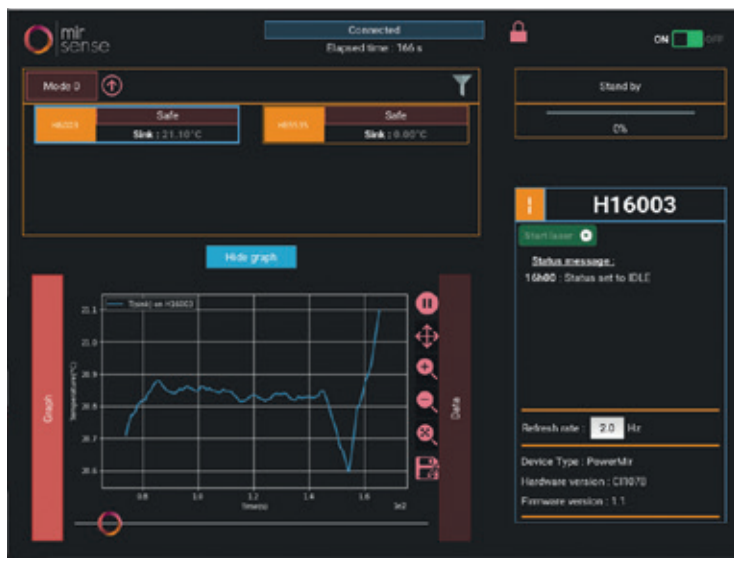 mir
sense
Connected
Elapsed time : 166 s
ON
OFF
Mode 0
Safe
Sink : 21.10°C
Safe
Sink : 0.00°C
Stand by
0%
Hide graph
H16003
Start laser
Status message :
16h00 : Status set to IDLE
Graph
Temperature(°C)
21.1
21.0
20.9
20.8
20.7
20.6
T(sink) on H16003
0.8
1.0
1.2
1.4
1.6
Time(s)
1e2
Data
Refresh rate : 2.0 Hz
Device Type : PowerMir
Hardware version : CI1070
Firmware version : 1.1